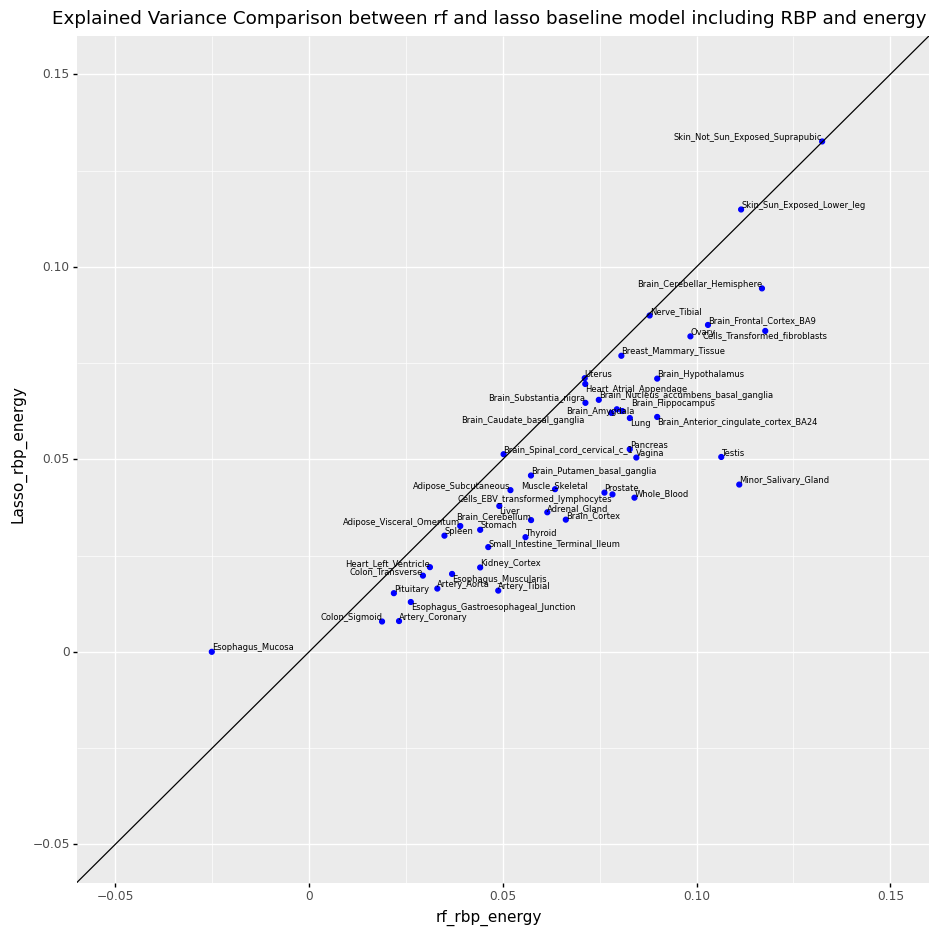 Explained Variance Comparison between rf and lasso baseline model including RBP and energy
Lasso_rbp_energy
0.15
0.10
0.05
0
−0.05
Skin_Not_Sun_Exposed_Suprapubic
Skin_Sun_Exposed_Lower_leg
Brain_Cerebellar_Hemisphere
Nerve_Tibial
Brain_Frontal_Cortex_BA9
Ovary
Cells_Transformed_fibroblasts
Breast_Mammary_Tissue
Uterus
Brain_Hypothalamus
Heart_Atrial_Appendage
Brain_Nucleus_accumbens_basal_ganglia
Brain_Substantia_nigra
Brain_Hippocampus
Brain_Amygdala
Brain_Caudate_basal_ganglia
Lung
Brain_Anterior_cingulate_cortex_BA24
Pancreas
Brain_Spinal_cord_cervical_c_1
Vagina
Testis
Brain_Putamen_basal_ganglia
Minor_Salivary_Gland
Adipose_Subcutaneous
Muscle_Skeletal
Prostate
Whole_Blood
Cells_EBV_transformed_lymphocytes
Liver
Adrenal_Gland
Brain_Cerebellum
Brain_Cortex
Adipose_Visceral_Omentum
Stomach
Spleen
Thyroid
Small_Intestine_Terminal_Ileum
Heart_Left_Ventricle
Kidney_Cortex
Colon_Transverse
Esophagus_Muscularis
Artery_Aorta
Artery_Tibial
Pituitary
Esophagus_Gastroesophageal_Junction
Colon_Sigmoid
Artery_Coronary
Esophagus_Mucosa
−0.05
0
0.05
0.10
0.15
rf_rbp_energy